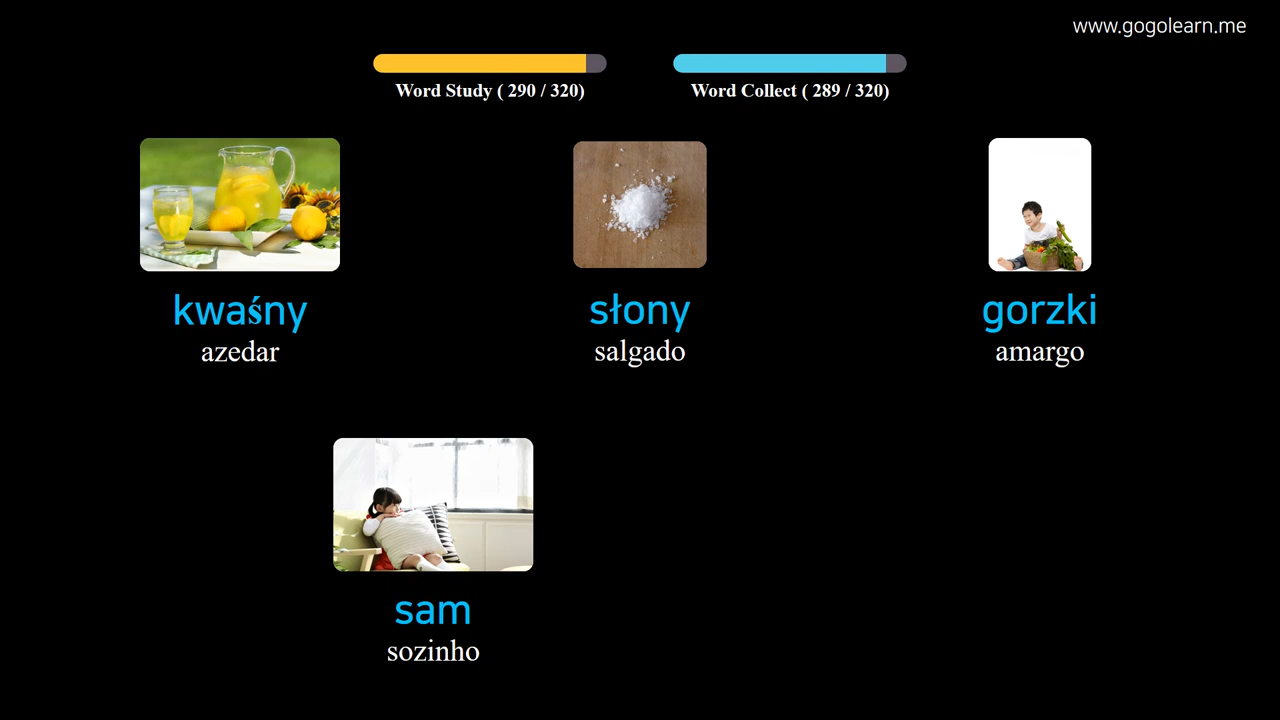 www.gogolearn.me
Word Study ( 290 / 320)
Word Collect ( 289 / 320)
kwaśny
azedar
słony
salgado
gorzki
amargo
sam
sozinho